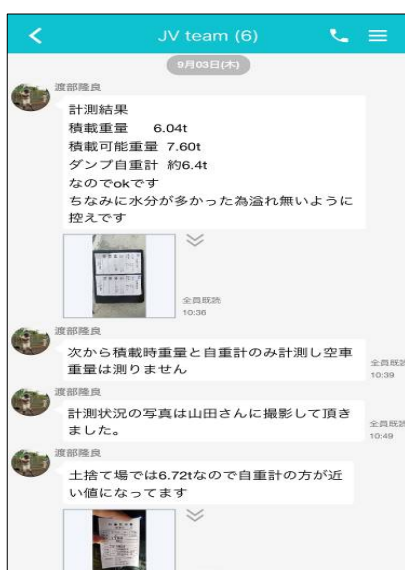 JV team (6)
9月03日(木)
渡部隆良
計測結果
積載重量 6.04t
積載可能重量 7.60t
ダンプ自重計 約6.4t
なのでokです
ちなみに水分が多かった為溢れ無いように
控えです
全員既読
10:36
渡部隆良
次から積載時重量と自重計のみ計測し空車
重量は測りません
全員既読
10:39
渡部隆良
計測状況の写真は山田さんに撮影して頂き
ました。
全員既読
10:49
渡部隆良
土捨て場では6.72tなので自重計の方が近
い値になってます